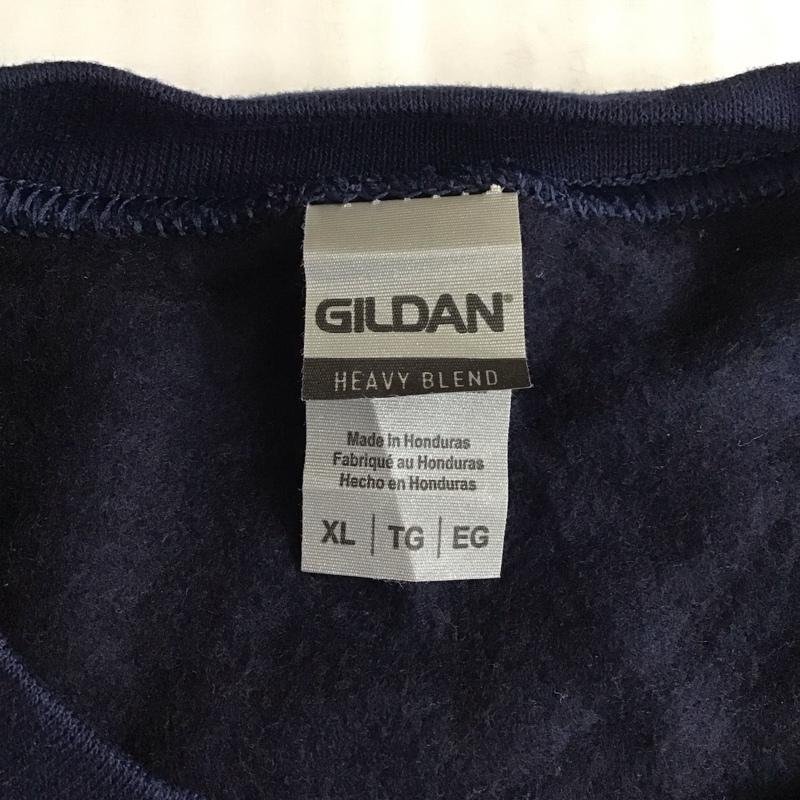 GILDAN®
HEAVY BLEND
Made In Honduras
Fabriqué au Honduras
Hecho en Honduras
XL | TG | EG